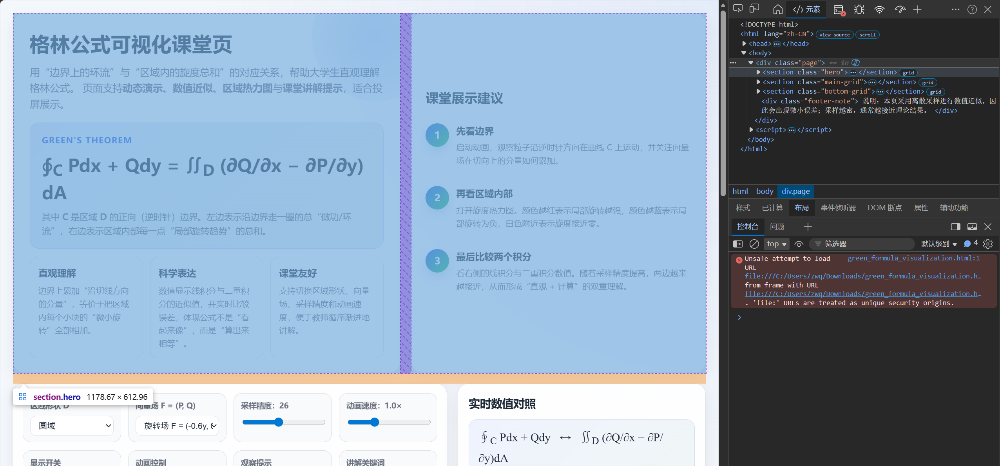 格林公式可视化课堂页
用“边界上的环流”与“区域内的旋度总和”的对应关系，帮助大学生直观理解
格林公式。 页面支持动态演示、数值近似、区域热力图与课堂讲解提示，适合投
屏展示。
GREEN'S THEOREM
∮C Pdx + Qdy = ∬D (∂Q/∂x − ∂P/∂y)
dA
其中 C 是区域 D 的正向（逆时针）边界。左边表示沿边界走一圈的总“做功/环
流”，右边表示区域内部每一点“局部旋转趋势”的总和。
直观理解
边界上累加“沿切线方向
的分量”，等价于把区域
内每个小块的“微小旋
转”全部相加。
科学表达
数值显示线积分与二重积
分的近似值，并实时比较
误差，体现公式不是“看
起来像”，而是“算出来
相等”。
课堂友好
支持切换区域形状、向量
场、采样精度和动画速
度，便于教师循序渐进地
讲解。
课堂展示建议
1
先看边界
启动动画，观察粒子沿逆时针方向在曲线 C 上运动，并关注向量
场在切向上的分量如何累加。
2
再看区域内部
打开旋度热力图。颜色越红表示局部旋转越强，颜色越蓝表示局
部旋转为负，白色附近表示旋度接近零。
3
最后比较两个积分
看右侧的线积分与二重积分数值。随着采样精度提高，两边越来
越接近，从而形成“直观 + 计算”的双重理解。
section.hero 1178.67 × 612.96
区域形状 D
圆域
向量场 F = (P, Q)
旋转场 F = (-0.6y, 
采样精度：26
动画速度：1.0×
显示开关
动画控制
观察提示
讲解关键词
实时数值对照
∮C Pdx + Qdy ↔ ∬D (∂Q/∂x − ∂P/
∂y)dA
元素
<!DOCTYPE html>
<html lang="zh-CN"> view-source scroll
<head>…</head>
<body>
<div class="page"> == $0
<section class="hero">…</section> grid
<section class="main-grid">…</section> grid
<section class="bottom-grid">…</section> grid
<div class="footer-note"> 说明：本页采用离散采样进行数值近似，因
此会出现微小误差；采样越密，通常越接近理论结果。 </div>
</div>
<script>…</script>
</body>
</html>
html body div.page
样式 已计算 布局 事件侦听器 DOM 断点 属性 辅助功能
控制台 问题
top 筛选器 默认级别 4
Unsafe attempt to load green_formula_visualization.html:1
URL
file:///C:/Users/zwq/Downloads/green_formula_visualization.h…
from frame with URL
file:///C:/Users/zwq/Downloads/green_formula_visualization.h…
. 'file:' URLs are treated as unique security origins.